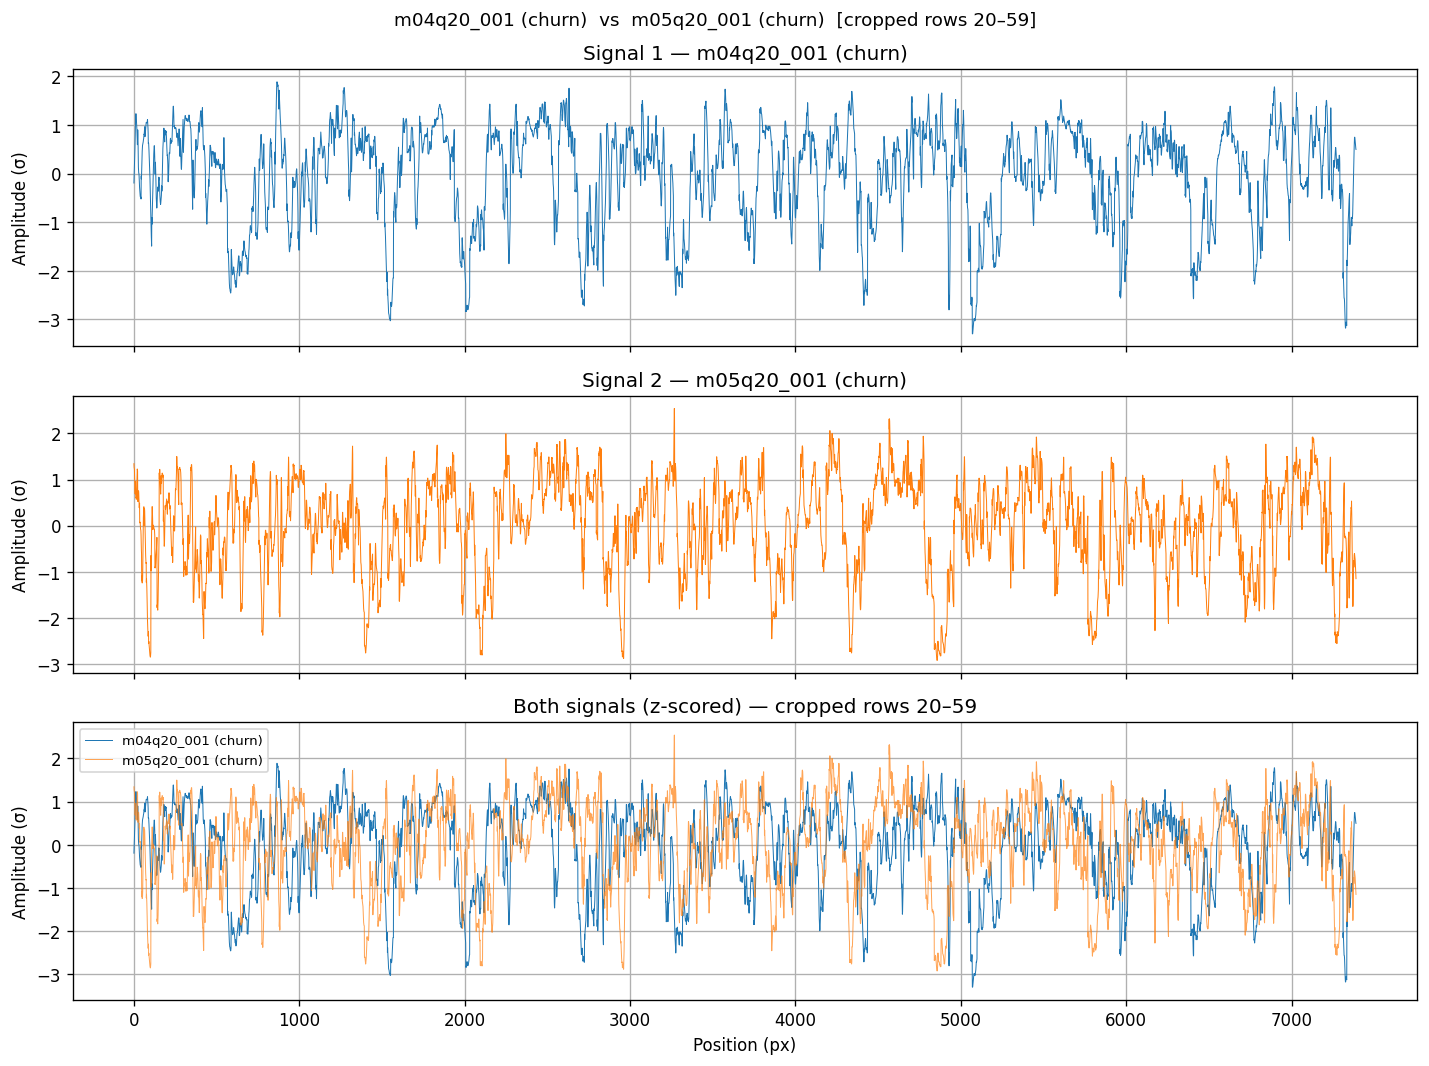 m04q20_001 (churn)  vs  m05q20_001 (churn)  [cropped rows 20–59]
Signal 1 — m04q20_001 (churn)
2
1
0
−1
−2
−3
Amplitude (σ)
Signal 2 — m05q20_001 (churn)
2
1
0
−1
−2
−3
Amplitude (σ)
Both signals (z-scored) — cropped rows 20–59
m04q20_001 (churn)
m05q20_001 (churn)
2
1
0
−1
−2
−3
Amplitude (σ)
0 1000 2000 3000 4000 5000 6000 7000
Position (px)